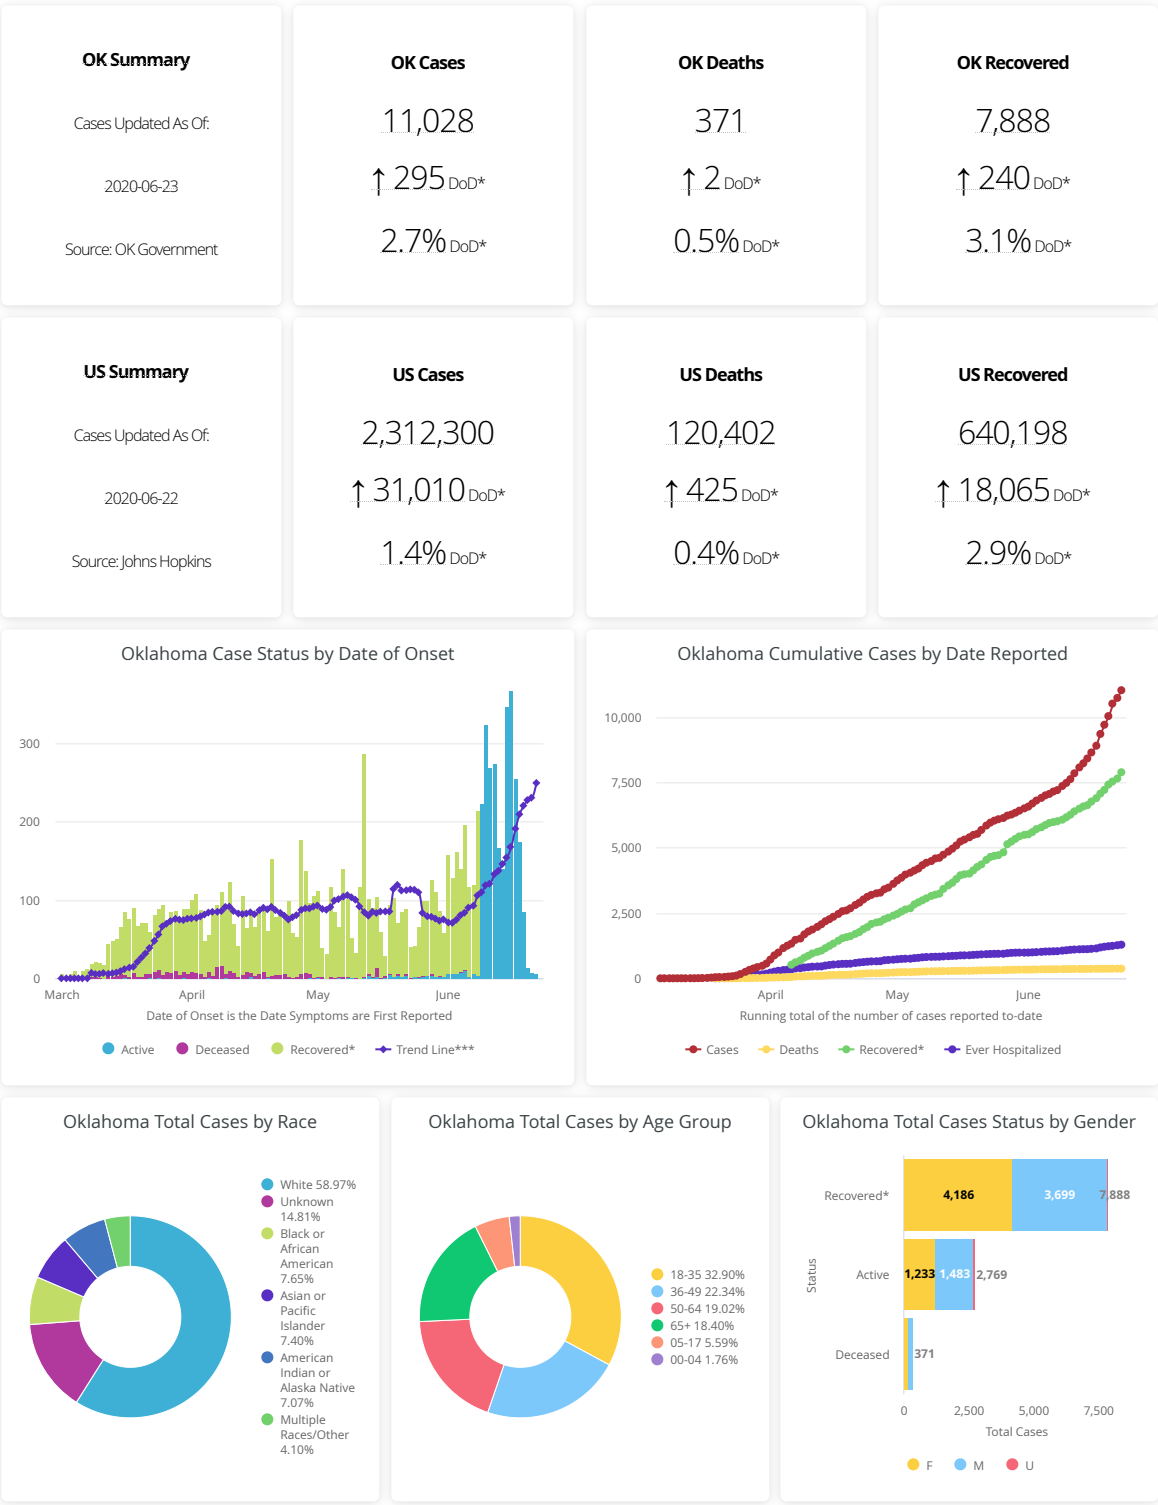 OK Summary
Cases Updated As Of:
2020-06-23
Source: OK Government
OK Cases
11,028
↑ 295 DoD*
2.7% DoD*
OK Deaths
371
↑ 2 DoD*
0.5% DoD*
OK Recovered
7,888
↑ 240 DoD*
3.1% DoD*
US Summary
Cases Updated As Of:
2020-06-22
Source: Johns Hopkins
US Cases
2,312,300
↑ 31,010 DoD*
1.4% DoD*
US Deaths
120,402
↑ 425 DoD*
0.4% DoD*
US Recovered
640,198
↑ 18,065 DoD*
2.9% DoD*
Oklahoma Case Status by Date of Onset
300
200
100
0
March April May June
Date of Onset is the Date Symptoms are First Reported
Active Deceased Recovered* Trend Line***
Oklahoma Cumulative Cases by Date Reported
10,000
7,500
5,000
2,500
0
April May June
Running total of the number of cases reported to-date
Cases Deaths Recovered* Ever Hospitalized
Oklahoma Total Cases by Race
White 58.97%
Unknown
14.81%
Black or
African
American
7.65%
Asian or
Pacific
Islander
7.40%
American
Indian or
Alaska Native
7.07%
Multiple
Races/Other
4.10%
Oklahoma Total Cases by Age Group
18-35 32.90%
36-49 22.34%
50-64 19.02%
65+ 18.40%
05-17 5.59%
00-04 1.76%
Oklahoma Total Cases Status by Gender
Status
Recovered* 4,186 3,699 7,888
Active 1,233 1,483 2,769
Deceased 371
0 2,500 5,000 7,500
Total Cases
F M U